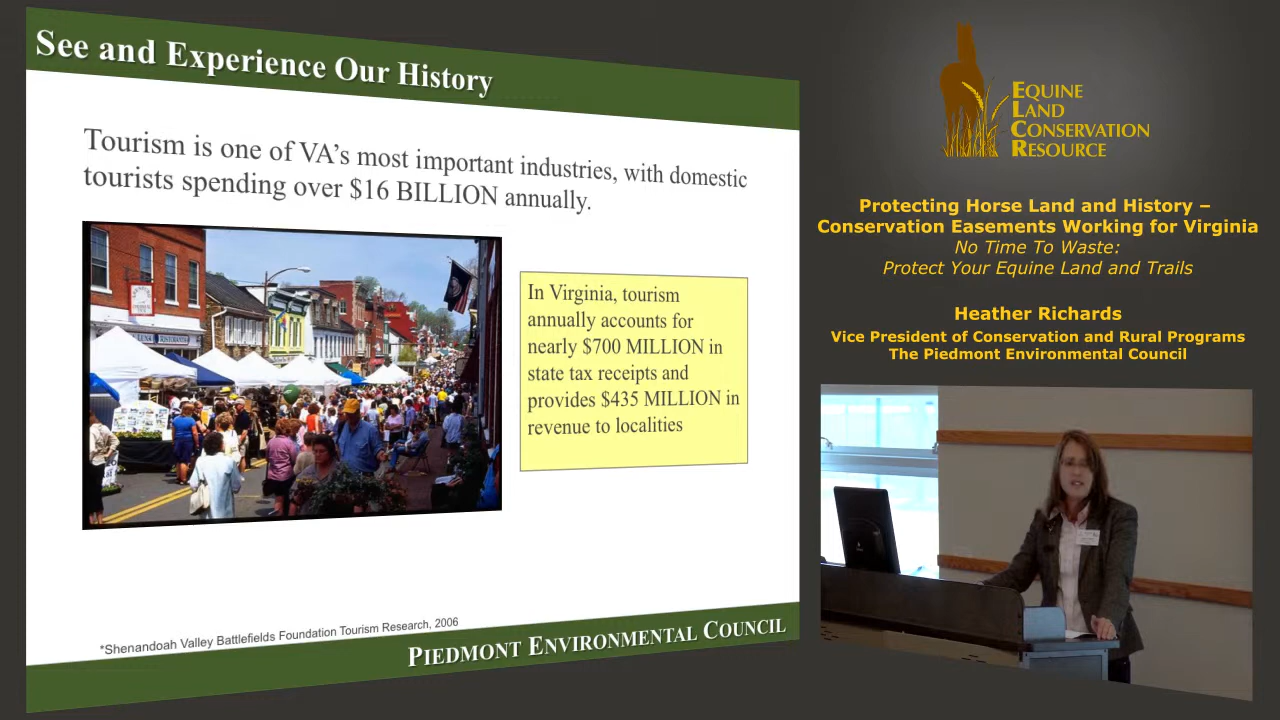 See and Experience Our History
Tourism is one of VA's most important industries, with domestic
tourists spending over $16 BILLION annually.
In Virginia, tourism
annually accounts for
nearly $700 MILLION in
state tax receipts and
provides $435 MILLION in
revenue to localities
*Shenandoah Valley Battlefields Foundation Tourism Research, 2006
PIEDMONT ENVIRONMENTAL COUNCIL
EQUINE
LAND
CONSERVATION
RESOURCE
Protecting Horse Land and History –
Conservation Easements Working for Virginia
No Time To Waste:
Protect Your Equine Land and Trails
Heather Richards
Vice President of Conservation and Rural Programs
The Piedmont Environmental Council